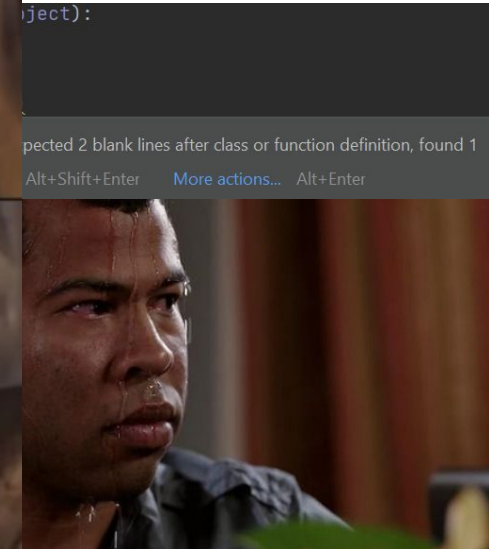 ject):
pected 2 blank lines after class or function definition, found 1
Alt+Shift+Enter More actions... Alt+Enter